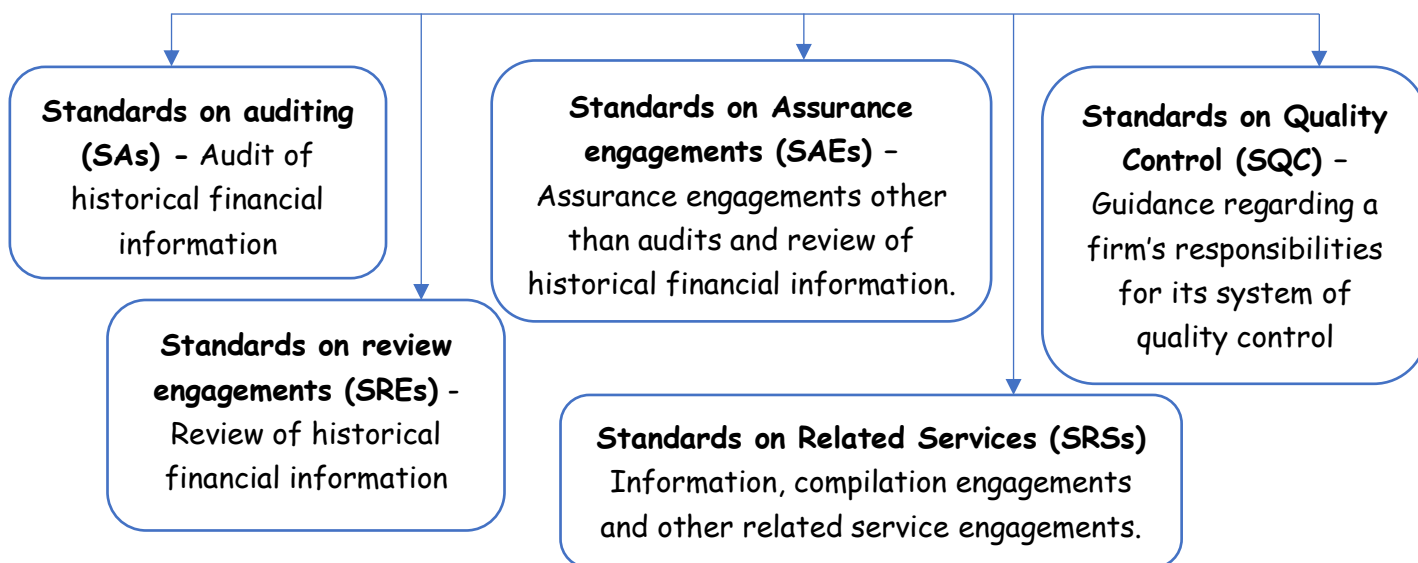 Standards on auditing
(SAs) - Audit of
historical financial
information
Standards on review
engagements (SREs) -
Review of historical
financial information
Standards on Assurance
engagements (SAEs) –
Assurance engagements other
than audits and review of
historical financial information.
Standards on Related Services (SRSs)
Information, compilation engagements
and other related service engagements.
Standards on Quality
Control (SQC) –
Guidance regarding a
firm’s responsibilities
for its system of
quality control